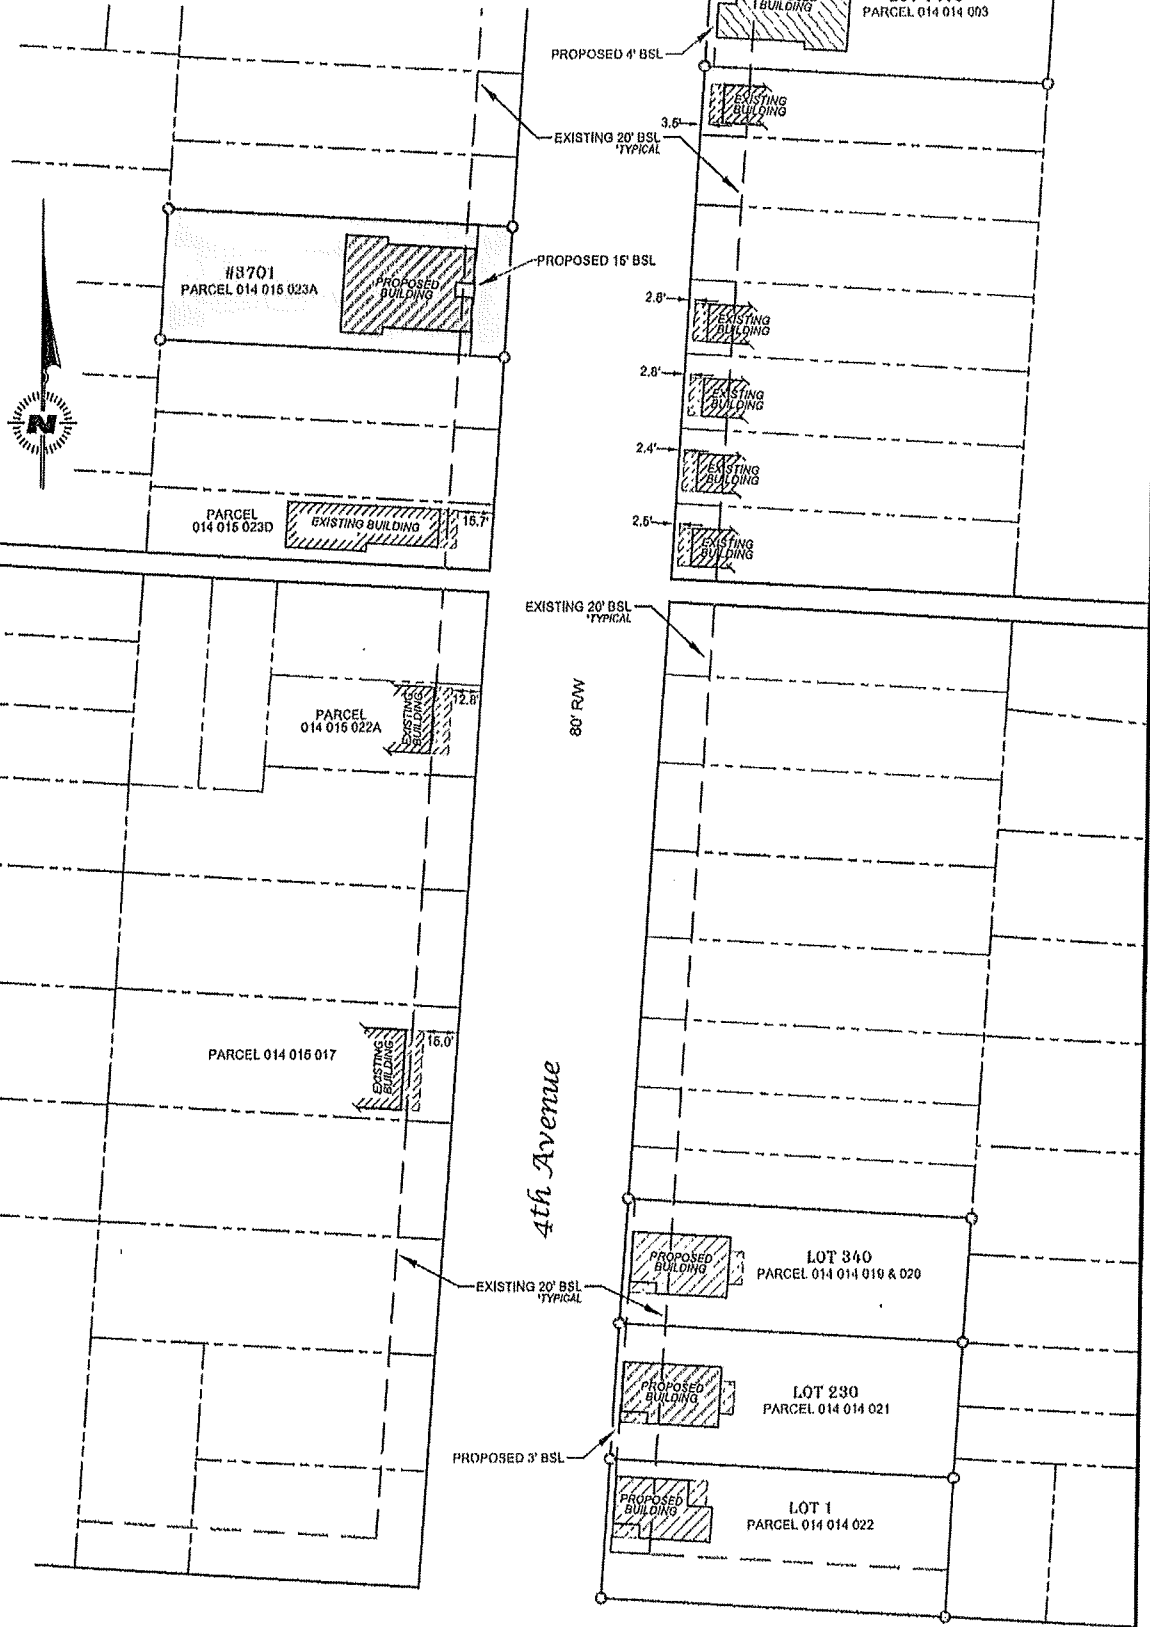 BUILDING
PARCEL 014 014 003
PROPOSED 4' BSL
EXISTING
BUILDING
3.5'
EXISTING 20' BSL
*TYPICAL
#3701
PARCEL 014 015 023A
PROPOSED
BUILDING
PROPOSED 15' BSL
2.8'
EXISTING
BUILDING
2.8'
EXISTING
BUILDING
2.4'
EXISTING
BUILDING
N
PARCEL
014 015 023D
EXISTING BUILDING
15.7'
2.5'
EXISTING
BUILDING
EXISTING 20' BSL
*TYPICAL
80' R/W
PARCEL
014 015 022A
EXISTING
BUILDING
12.8'
PARCEL 014 015 017
EXISTING
BUILDING
15.0'
4th Avenue
PROPOSED
BUILDING
LOT 340
PARCEL 014 014 019 & 020
EXISTING 20' BSL
*TYPICAL
PROPOSED
BUILDING
LOT 230
PARCEL 014 014 021
PROPOSED 3' BSL
PROPOSED
BUILDING
LOT 1
PARCEL 014 014 022